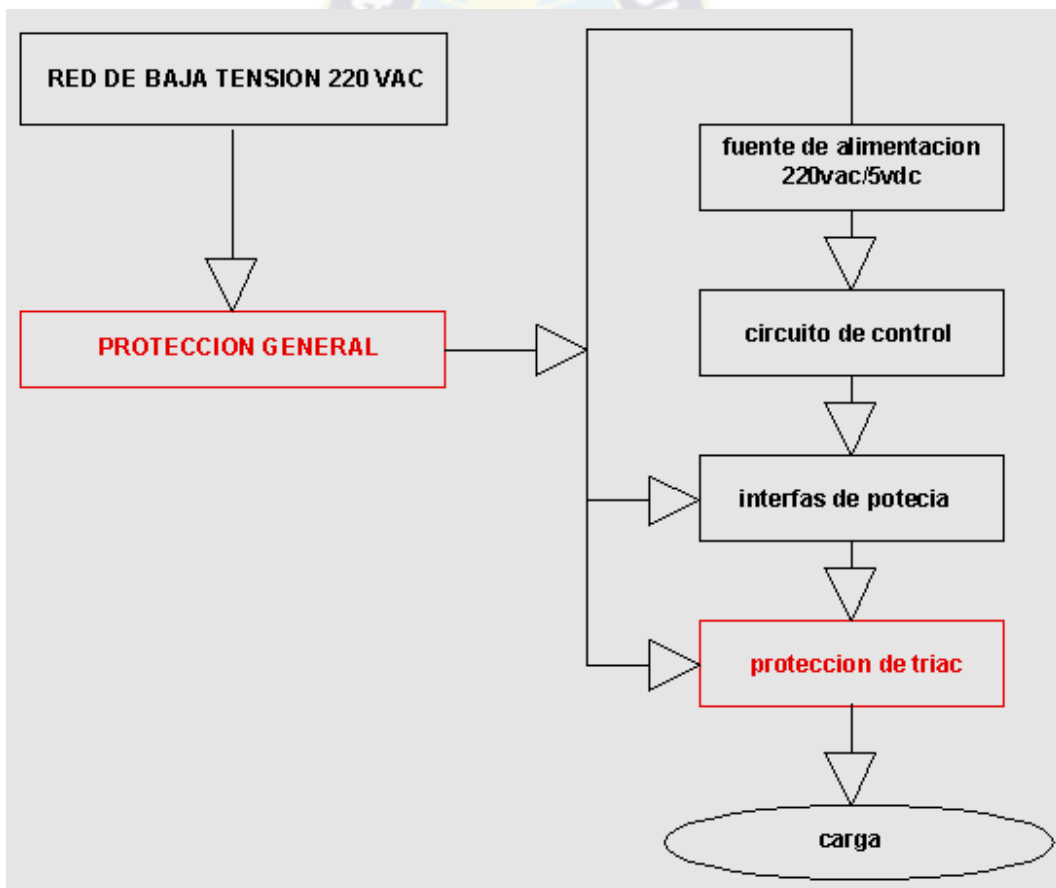 RED DE BAJA TENSION 220 VAC
PROTECCION GENERAL
fuente de alimentacion
220vac/5vdc
circuito de control
interfas de potecia
proteccion de triac
carga